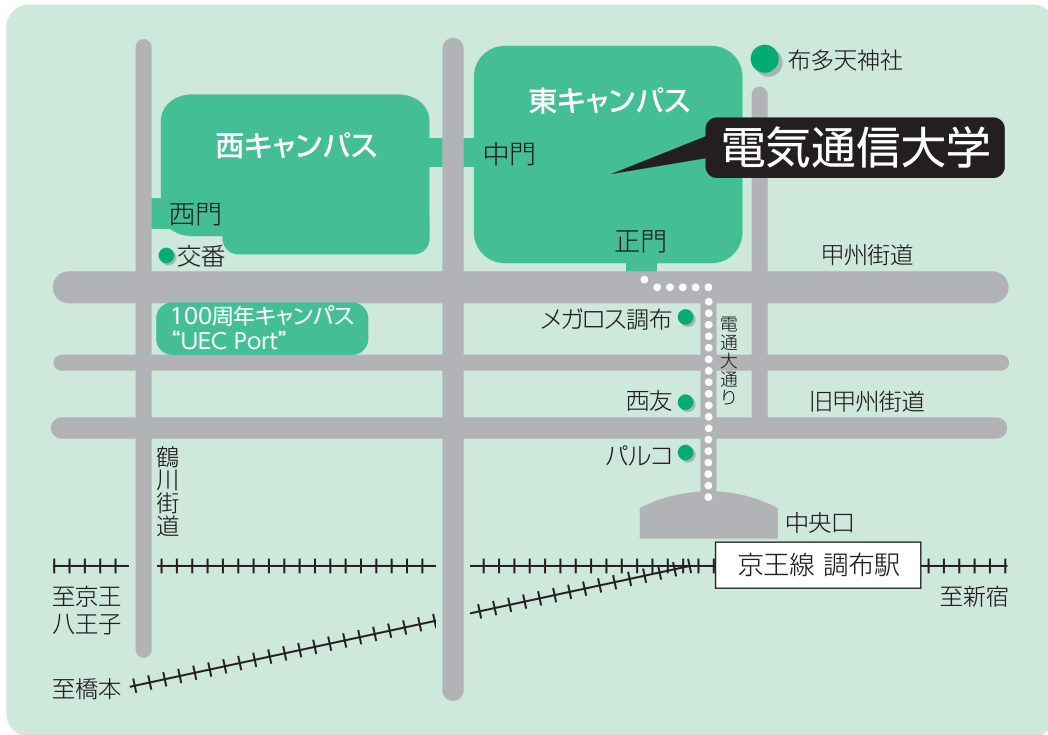 布多天神社
東キャンパス
西キャンパス
電気通信大学
中門
西門
正門
交番
甲州街道
100周年キャンパス
“UEC Port”
メガロス調布
電通大通り
西友
旧甲州街道
パルコ
鶴川街道
中央口
京王線 調布駅
至京王
八王子
至新宿
至橋本